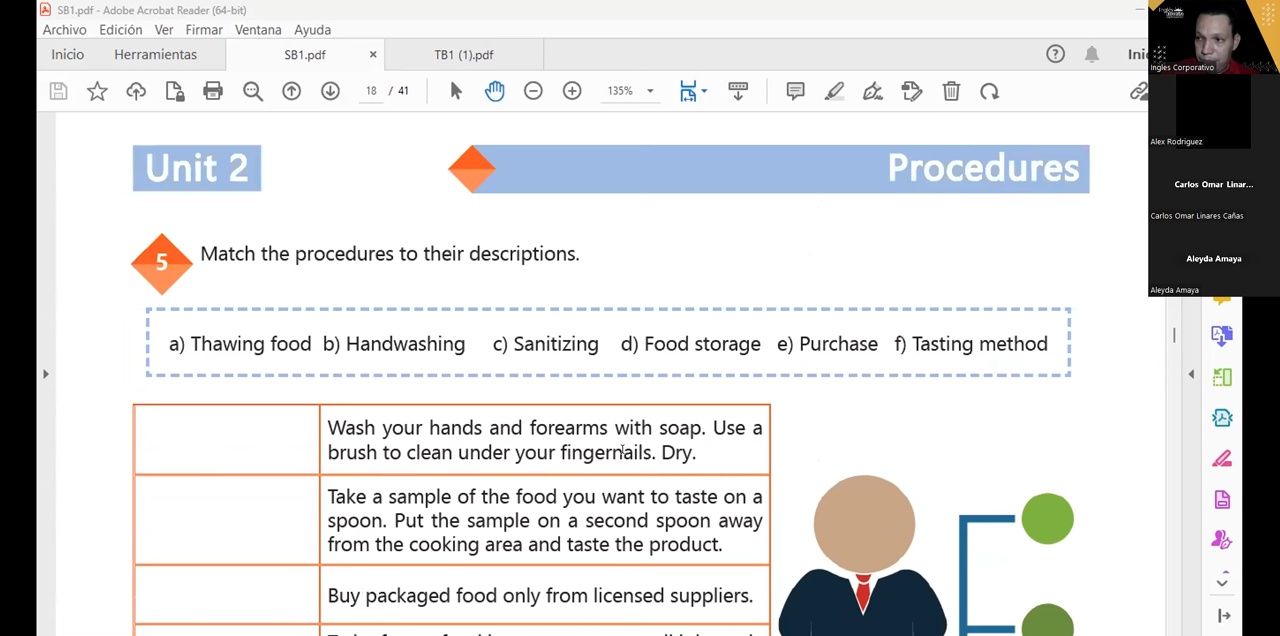 SB1.pdf - Adobe Acrobat Reader (64-bit)
Archivo Edición Ver Firmar Ventana Ayuda
Inicio Herramientas SB1.pdf × TB1 (1).pdf Ini
18 / 41 135%
Unit 2 Procedures
5 Match the procedures to their descriptions.
a) Thawing food b) Handwashing c) Sanitizing d) Food storage e) Purchase f) Tasting method
Wash your hands and forearms with soap. Use a
brush to clean under your fingernails. Dry.
Take a sample of the food you want to taste on a
spoon. Put the sample on a second spoon away
from the cooking area and taste the product.
Buy packaged food only from licensed suppliers.
Inglés Corporativo
Alex Rodriguez
Carlos Omar Linar...
Carlos Omar Linares Cañas
Aleyda Amaya
Aleyda Amaya